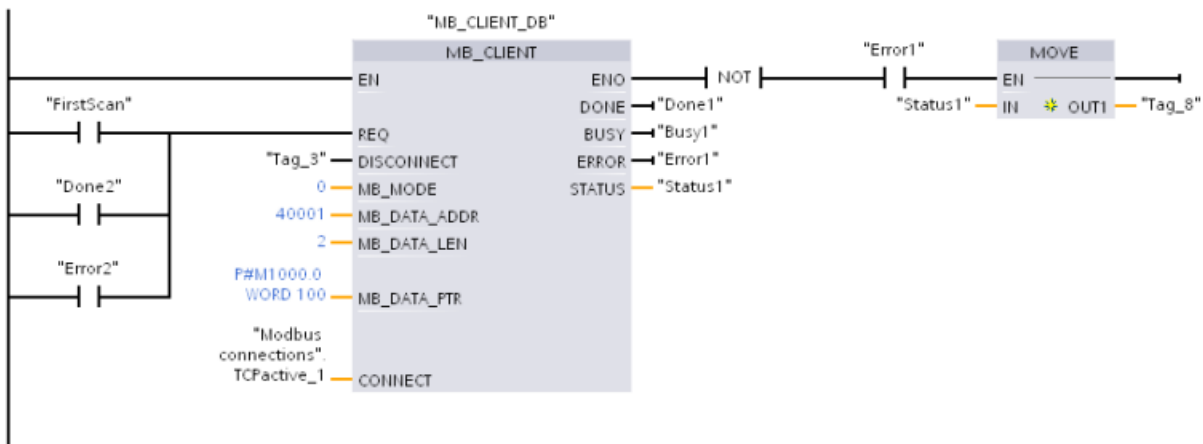 "MB_CLIENT_DB"
MB_CLIENT
"Error1"
MOVE
EN
ENO
NOT
EN
"FirstScan"
DONE
"Done1"
"Status1"
IN
OUT1
"Tag_8"
REQ
BUSY
"Busy1"
"Tag_3"
DISCONNECT
ERROR
"Error1"
"Done2"
0
MB_MODE
STATUS
"Status1"
40001
MB_DATA_ADDR
2
MB_DATA_LEN
"Error2"
P#M1000.0
WORD 100
MB_DATA_PTR
"Modbus
connections".
TCPactive_1
CONNECT